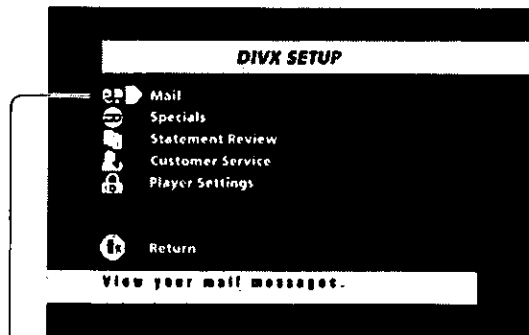 DIVX SETUP
Mail
Specials
Statement Review
Customer Service
Player Settings
Return
View your mail messages.